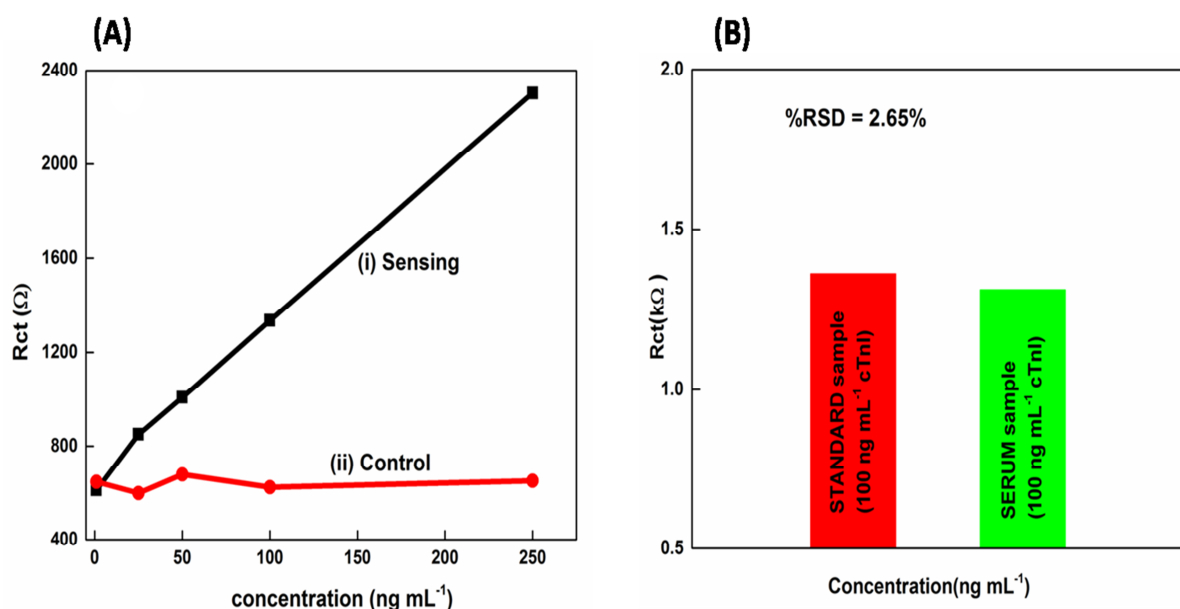 (A)
2400
2000
1600
1200
800
400
Rct (Ω)
(i) Sensing
(ii) Control
0
50
100
150
200
250
concentration (ng mL⁻¹)
(B)
2.0
1.5
1.0
0.5
Rct(kΩ)
%RSD = 2.65%
STANDARD sample
(100 ng mL⁻¹ cTnI)
SERUM sample
(100 ng mL⁻¹ cTnI)
Concentration(ng mL⁻¹)